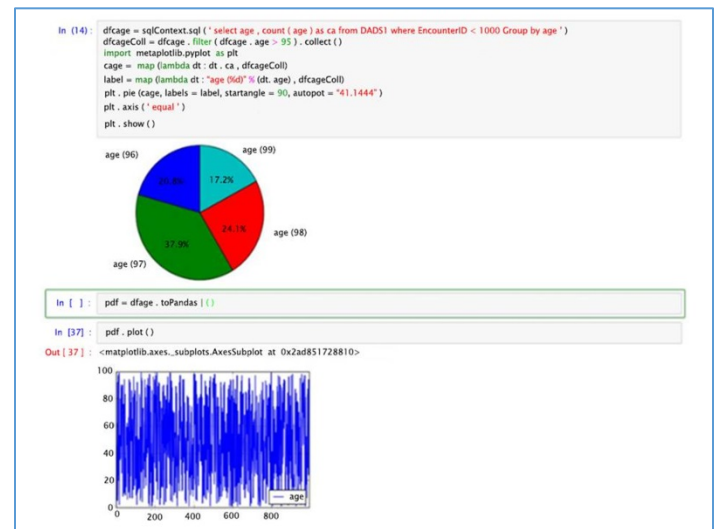 In (14) : dfcage = sqlContext.sql ( ' select age , count ( age ) as ca from DADS1 where EncounterID < 1000 Group by age ' )
dfcageColl = dfcage . filter ( dfcage . age > 95 ) . collect ( )
import metaplotlib.pyplot as plt
cage = map (lambda dt : dt . ca , dfcageColl)
label = map (lambda dt : "age (%d)" % (dt. age) , dfcageColl)
plt . pie (cage, labels = label, startangle = 90, autopot = "41.1444" )
plt . axis ( ' equal ' )
plt . show ( )
age (96)
age (99)
17.2%
24.1%
37.9%
age (98)
age (97)
In [ ] : pdf = dfage . toPandas | ( )
In [37] : pdf . plot ( )
Out [ 37 ] : <matplotlib.axes._subplots.AxesSubplot at 0x2ad851728810>
100
80
60
40
20
0
age
0 200 400 600 800